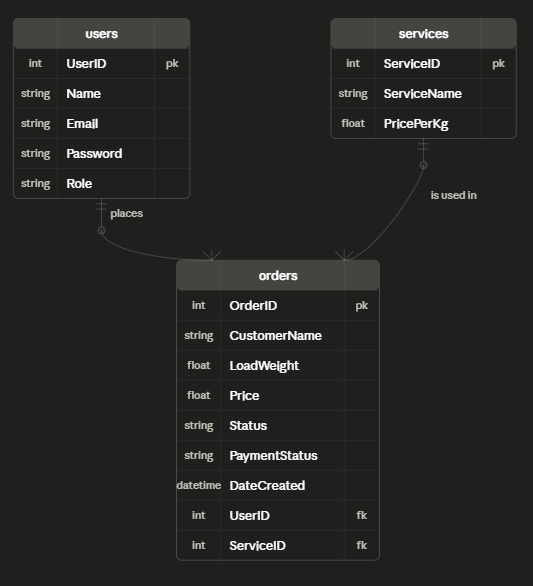 users
int UserID pk
string Name
string Email
string Password
string Role
services
int ServiceID pk
string ServiceName
float PricePerKg
places
is used in
orders
int OrderID pk
string CustomerName
float LoadWeight
float Price
string Status
string PaymentStatus
datetime DateCreated
int UserID fk
int ServiceID fk